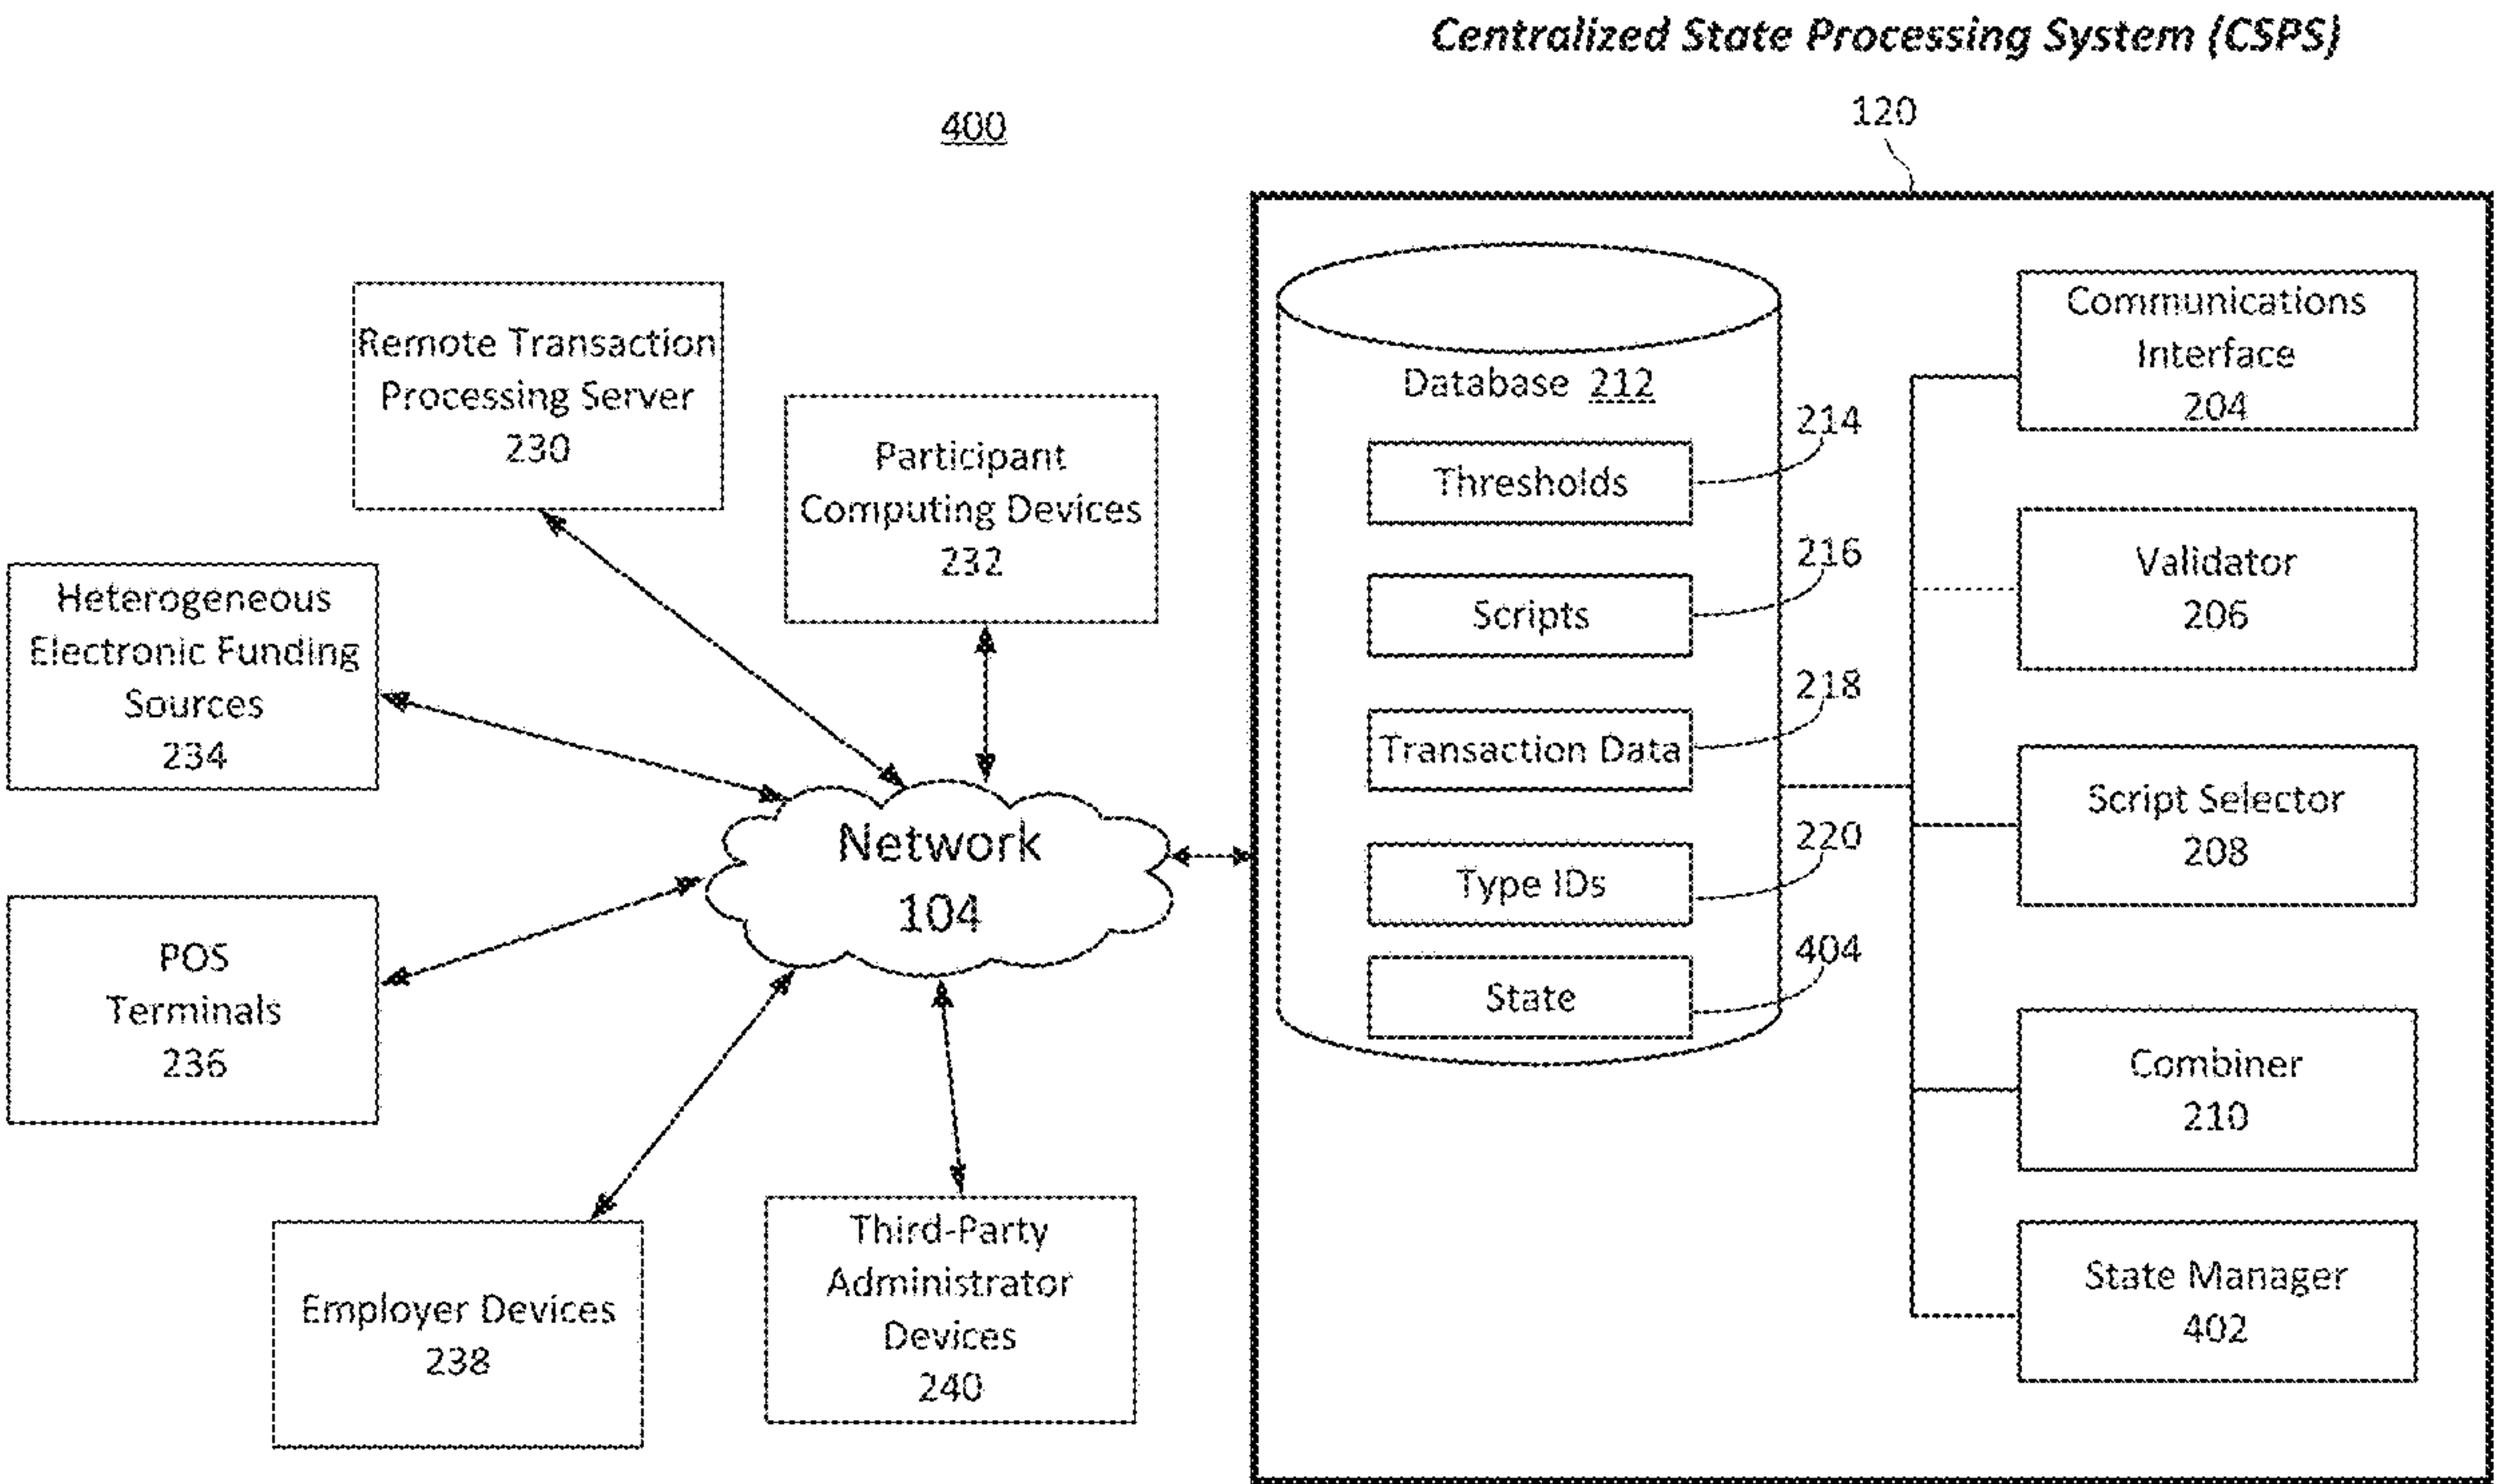 Centralized State Processing System (CSPS)
400
120
Remote Transaction
Processing Server
230
Participant
Computing Devices
232
Heterogeneous
Electronic Funding
Sources
234
Network
104
POS
Terminals
236
Employer Devices
238
Third-Party
Administrator
Devices
240
Database 212
214
Thresholds
216
Scripts
218
Transaction Data
220
Type IDs
404
State
Communications
Interface
204
Validator
206
Script Selector
208
Combiner
210
State Manager
402